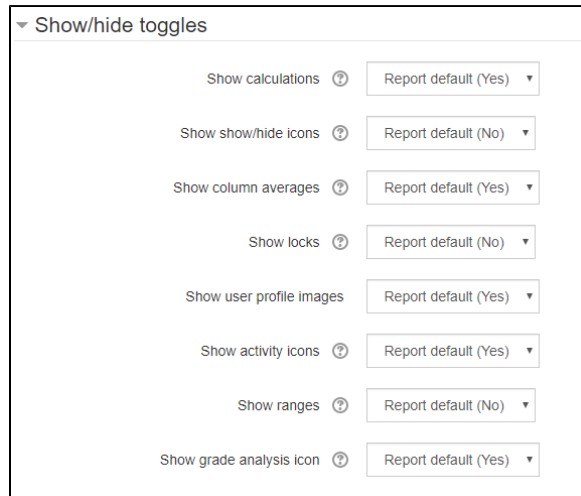 Show/hide toggles
Show calculations Report default (Yes)
Show show/hide icons Report default (No)
Show column averages Report default (Yes)
Show locks Report default (No)
Show user profile images Report default (Yes)
Show activity icons Report default (Yes)
Show ranges Report default (No)
Show grade analysis icon Report default (Yes)